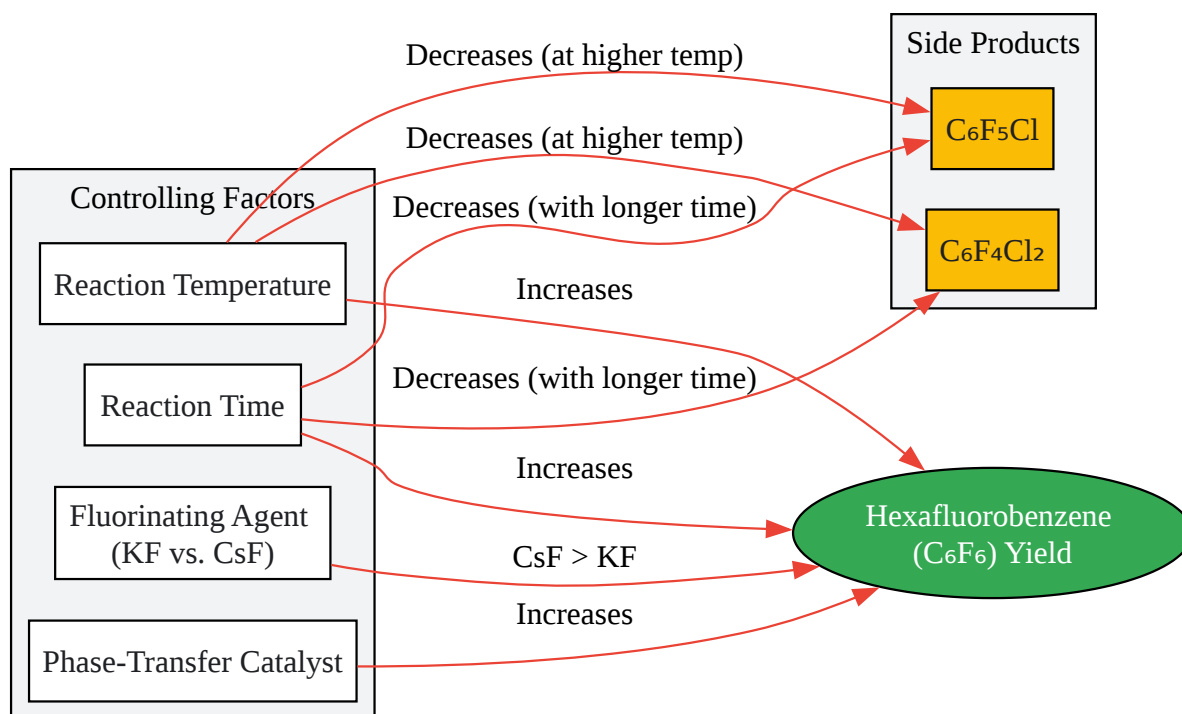 Decreases (at higher temp)
Side Products
C₆F₅Cl
Decreases (at higher temp)
Controlling Factors
Decreases (with longer time)
C₆F₄Cl₂
Reaction Temperature
Increases
Decreases (with longer time)
Reaction Time
Increases
Fluorinating Agent
(KF vs. CsF)
Hexafluorobenzene
(C₆F₆) Yield
CsF > KF
Increases
Phase-Transfer Catalyst